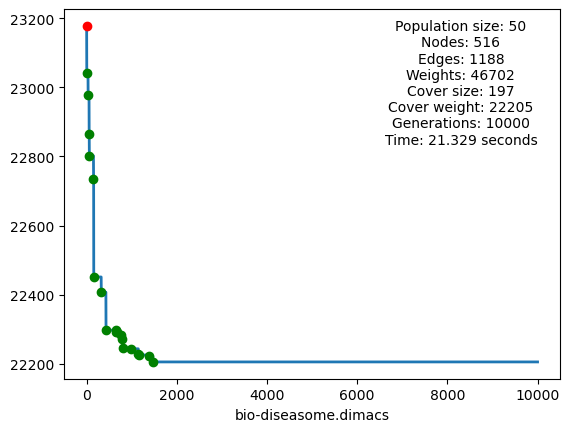 23200
23000
22800
22600
22400
22200
Population size: 50
Nodes: 516
Edges: 1188
Weights: 46702
Cover size: 197
Cover weight: 22205
Generations: 10000
Time: 21.329 seconds
0 2000 4000 6000 8000 10000
bio-diseasome.dimacs